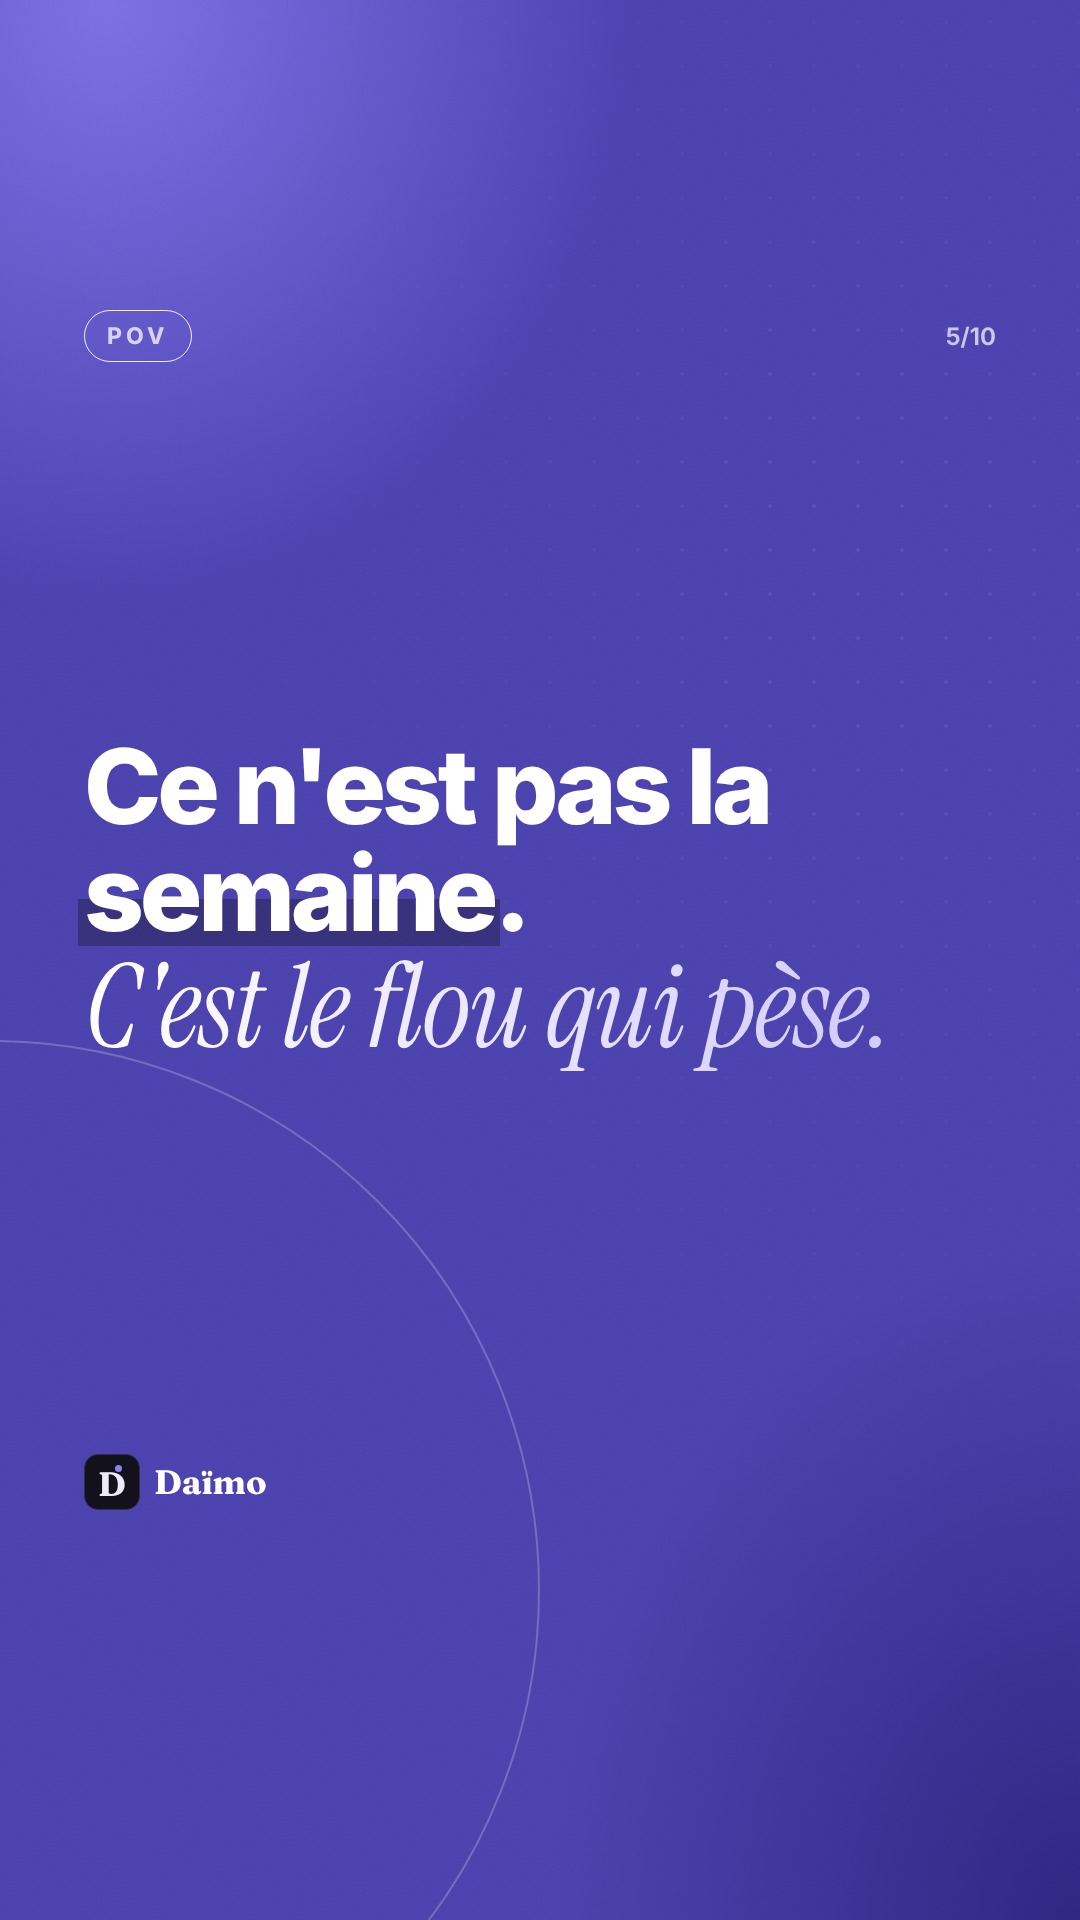 POV
5/10
Ce n'est pas la
semaine.
C'est le flou qui pèse.
D
Daïmo